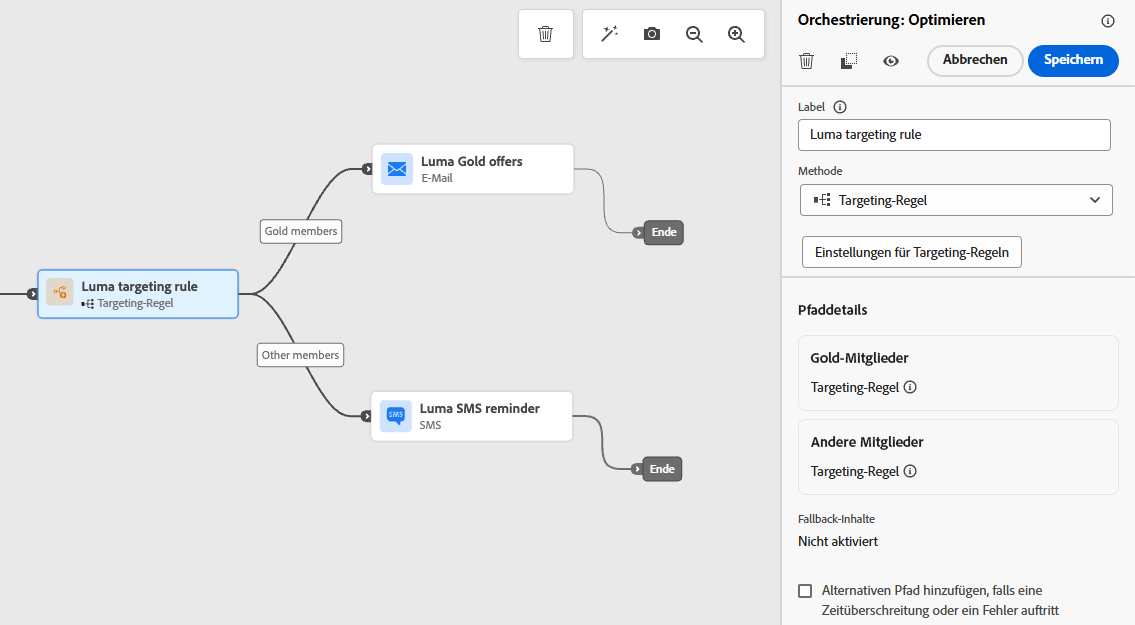 Luma Gold offers
E-Mail
Gold members
Ende
Luma targeting rule
Targeting-Regel
Other members
Luma SMS reminder
SMS
SMS
Ende
Orchestrierung: Optimieren
Abbrechen
Speichern
Label
Luma targeting rule
Methode
Targeting-Regel
Einstellungen für Targeting-Regeln
Pfaddetails
Gold-Mitglieder
Targeting-Regel
Andere Mitglieder
Targeting-Regel
Fallback-Inhalte
Nicht aktiviert
Alternativen Pfad hinzufügen, falls eine
Zeitüberschreitung oder ein Fehler auftritt